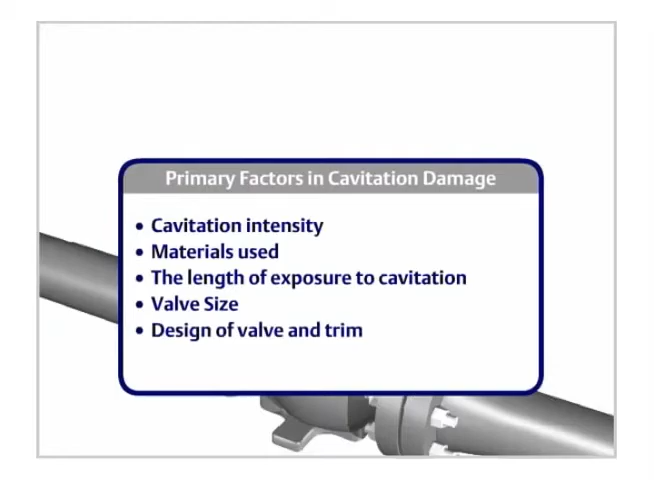 Primary Factors in Cavitation Damage
• Cavitation intensity
• Materials used
• The length of exposure to cavitation
• Valve Size
• Design of valve and trim